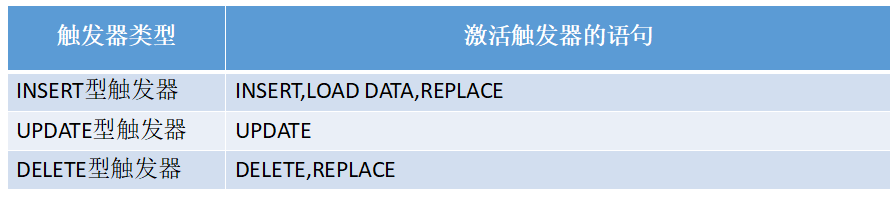 触发器类型 激活触发器的语句
INSERT型触发器 INSERT,LOAD DATA,REPLACE
UPDATE型触发器 UPDATE
DELETE型触发器 DELETE,REPLACE